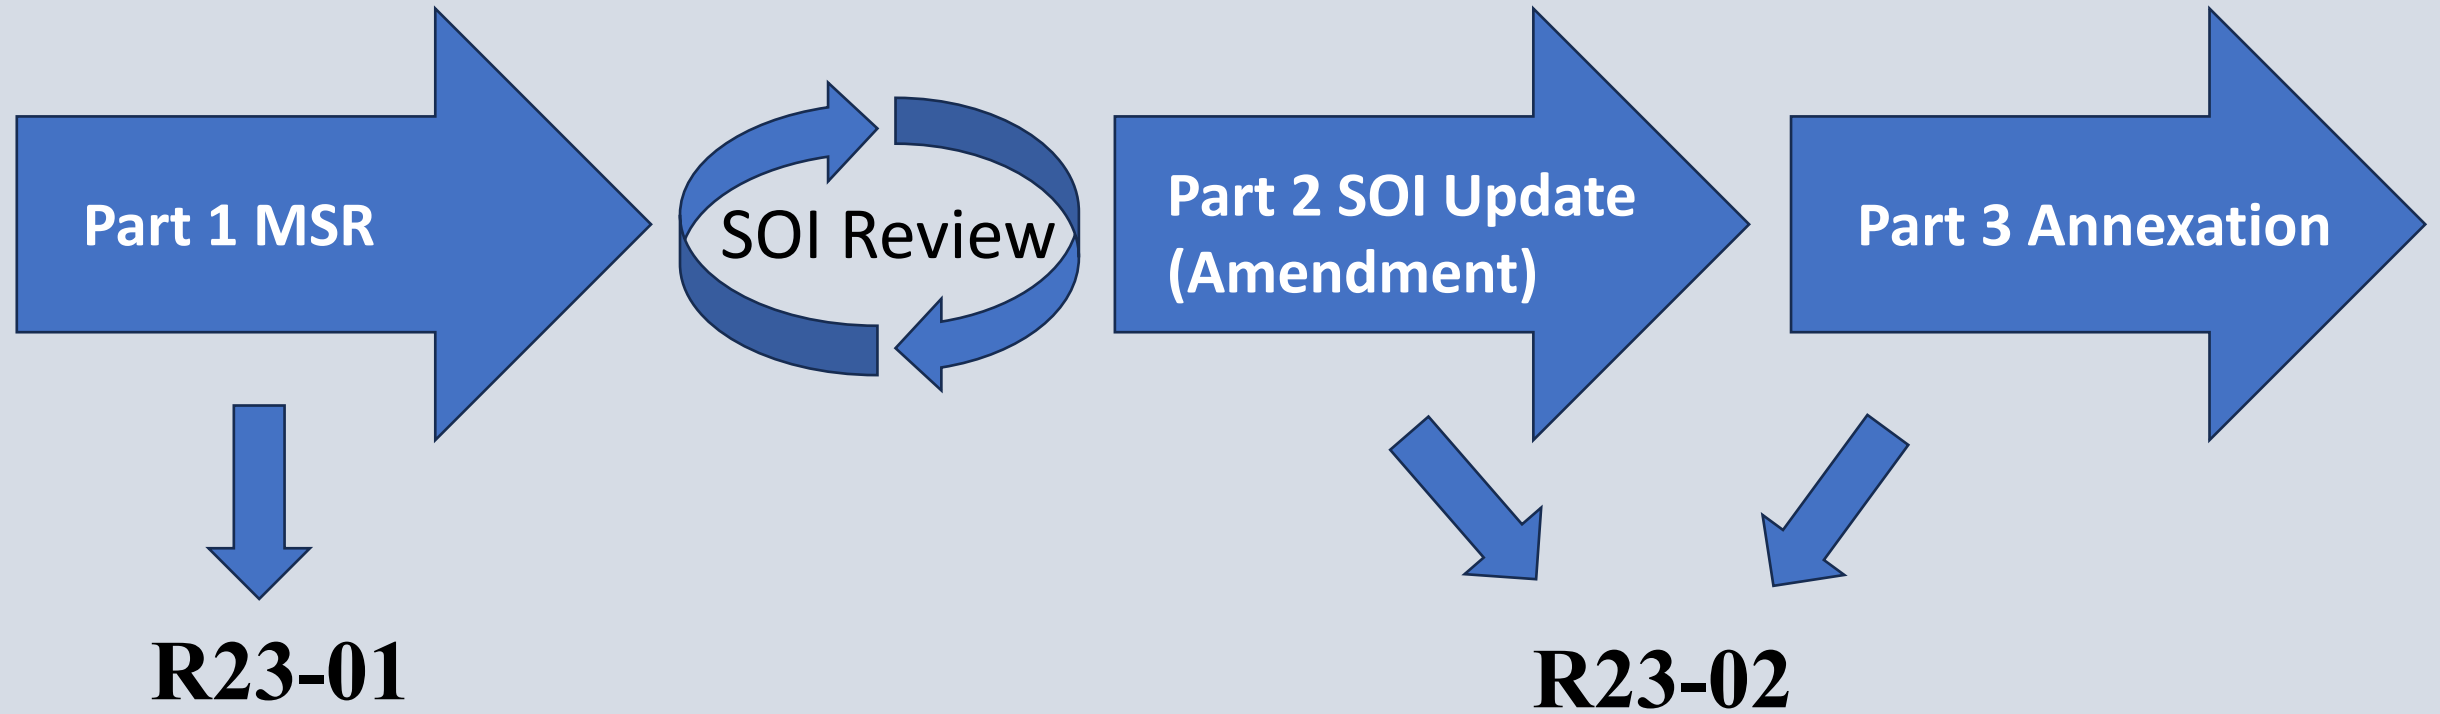 Part 1 MSR
SOI Review
Part 2 SOI Update
(Amendment)
Part 3 Annexation
R23-01
R23-02